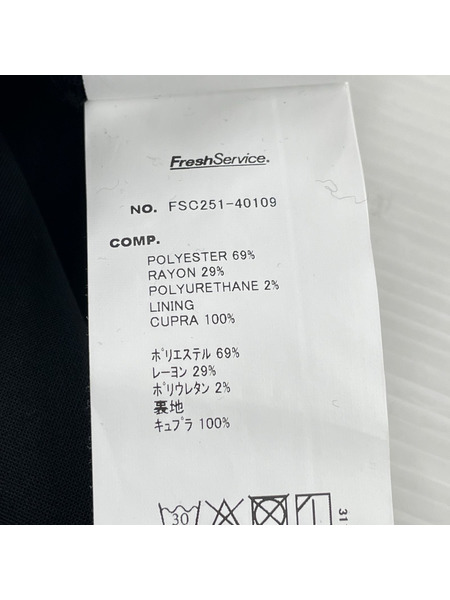 FreshService.
NO. FSC251-40109
COMP.
POLYESTER 69%
RAYON 29%
POLYURETHANE 2%
LINING
CUPRA 100%
ポリエステル 69%
レーヨン 29%
ポリウレタン 2%
裏地
キュプラ 100%
30
31